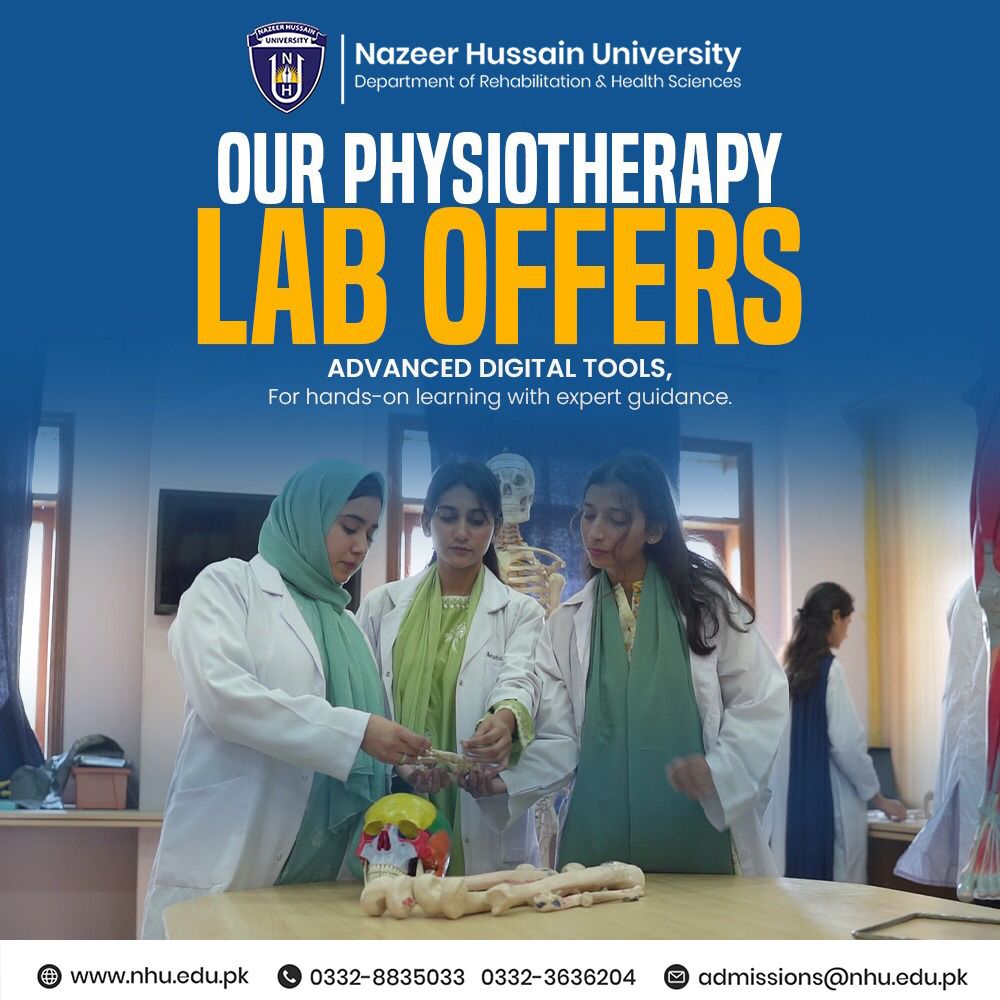 NAZEER HUSSAIN
UNIVERSITY
N
U
H
Nazeer Hussain University
Department of Rehabilitation & Health Sciences
OUR PHYSIOTHERAPY
LAB OFFERS
ADVANCED DIGITAL TOOLS,
For hands-on learning with expert guidance.
www.nhu.edu.pk 0332-8835033 0332-3636204 admissions@nhu.edu.pk